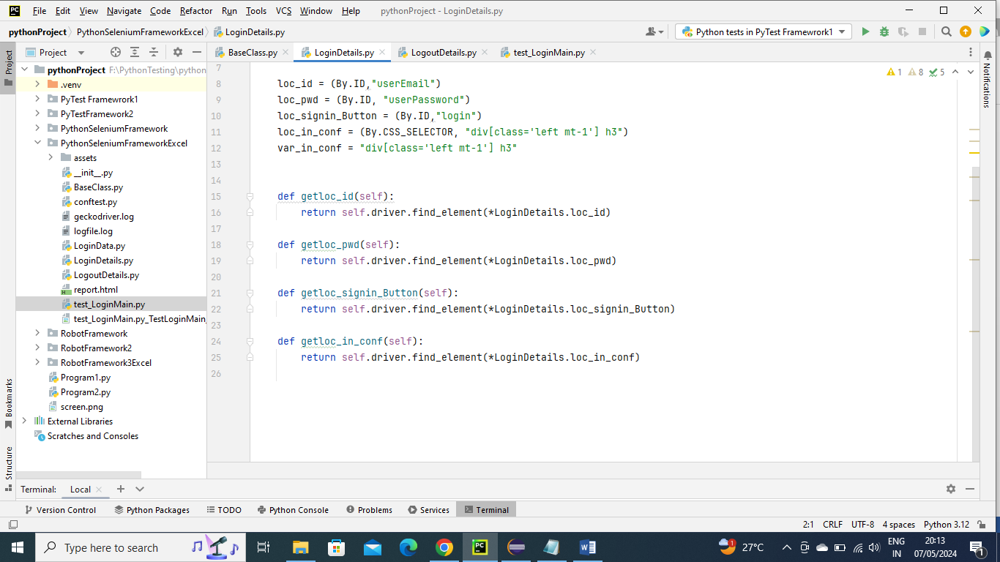 PC File Edit View Navigate Code Refactor Run Tools VCS Window Help pythonProject - LoginDetails.py
pythonProject PythonSeleniumFrameworkExcel LoginDetails.py Python tests in PyTest Framewrork1
Project Project BaseClass.py LoginDetails.py LogoutDetails.py test_LoginMain.py Notifications
pythonProject F:\PythonTesting\python
.venv
PyTest Framewrork1
PyTestFramework2
PythonSeleniumFramework
PythonSeleniumFrameworkExcel
assets
__init__.py
BaseClass.py
conftest.py
geckodriver.log
logfile.log
LoginData.py
LoginDetails.py
LogoutDetails.py
report.html
test_LoginMain.py
test_LoginMain.py_TestLoginMain_
RobotFramework
RobotFramework2
RobotFramework3Excel
Program1.py
Program2.py
screen.png
External Libraries
Scratches and Consoles
Bookmarks
Structure
1 8 5
7
8 loc_id = (By.ID,"userEmail")
9 loc_pwd = (By.ID, "userPassword")
10 loc_signin_Button = (By.ID,"login")
11 loc_in_conf = (By.CSS_SELECTOR, "div[class='left mt-1'] h3")
12 var_in_conf = "div[class='left mt-1'] h3"
13
14
15 def getloc_id(self):
16 return self.driver.find_element(*LoginDetails.loc_id)
17
18 def getloc_pwd(self):
19 return self.driver.find_element(*LoginDetails.loc_pwd)
20
21 def getloc_signin_Button(self):
22 return self.driver.find_element(*LoginDetails.loc_signin_Button)
23
24 def getloc_in_conf(self):
25 return self.driver.find_element(*LoginDetails.loc_in_conf)
26
Terminal: Local
Version Control Python Packages TODO Python Console Problems Services Terminal
2:1 CRLF UTF-8 4 spaces Python 3.12
Type here to search PC W 27°C ENG 20:13
IN 07/05/2024 1